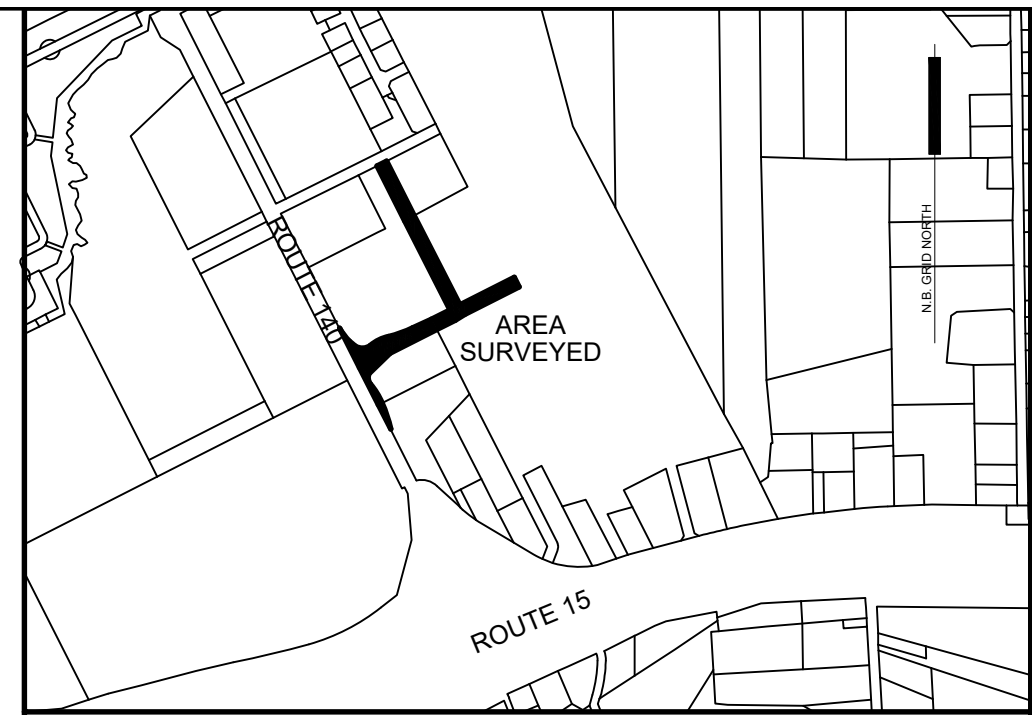 N.B. GRID NORTH
ROUTE 140
AREA
SURVEYED
ROUTE 15